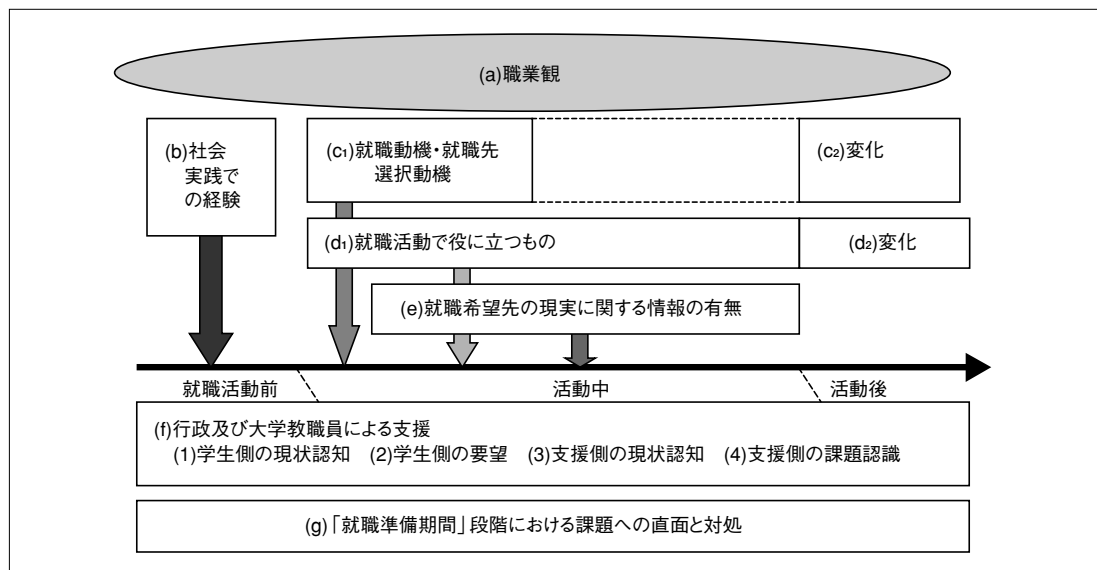 (a)職業観
(b)社会
実践で
の経験
(c₁)就職動機・就職先
選択動機
(c₂)変化
(d₁)就職活動で役に立つもの
(d₂)変化
(e)就職希望先の現実に関する情報の有無
就職活動前
活動中
活動後
(f)行政及び大学教職員による支援
(1)学生側の現状認知 (2)学生側の要望 (3)支援側の現状認知 (4)支援側の課題認識
(g)「就職準備期間」段階における課題への直面と対処